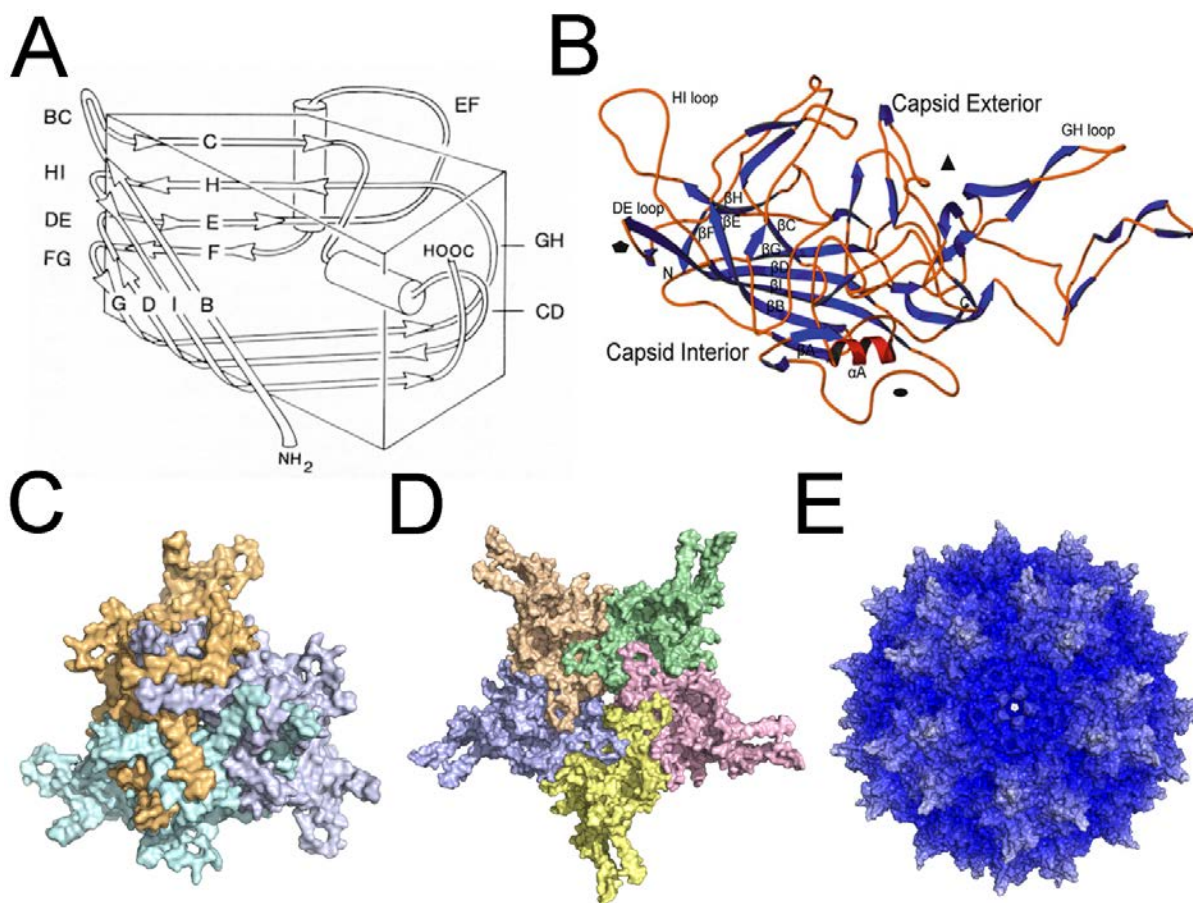 A
BC
HI
DE
FG
C
H
E
F
G D I B
EF
HOOC
GH
CD
NH2
B
HI loop
Capsid Exterior
GH loop
DE loop
βH
βE
βF
βC
βG
βD
βI
βB
N
C
Capsid Interior
βA
αA
C
D
E